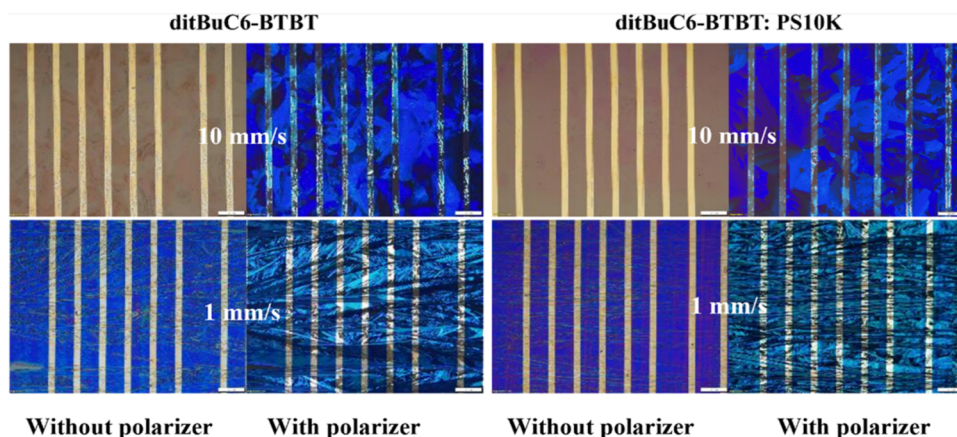 ditBuC6-BTBT
ditBuC6-BTBT: PS10K
10 mm/s
10 mm/s
1 mm/s
1 mm/s
Without polarizer
With polarizer
Without polarizer
With polarizer